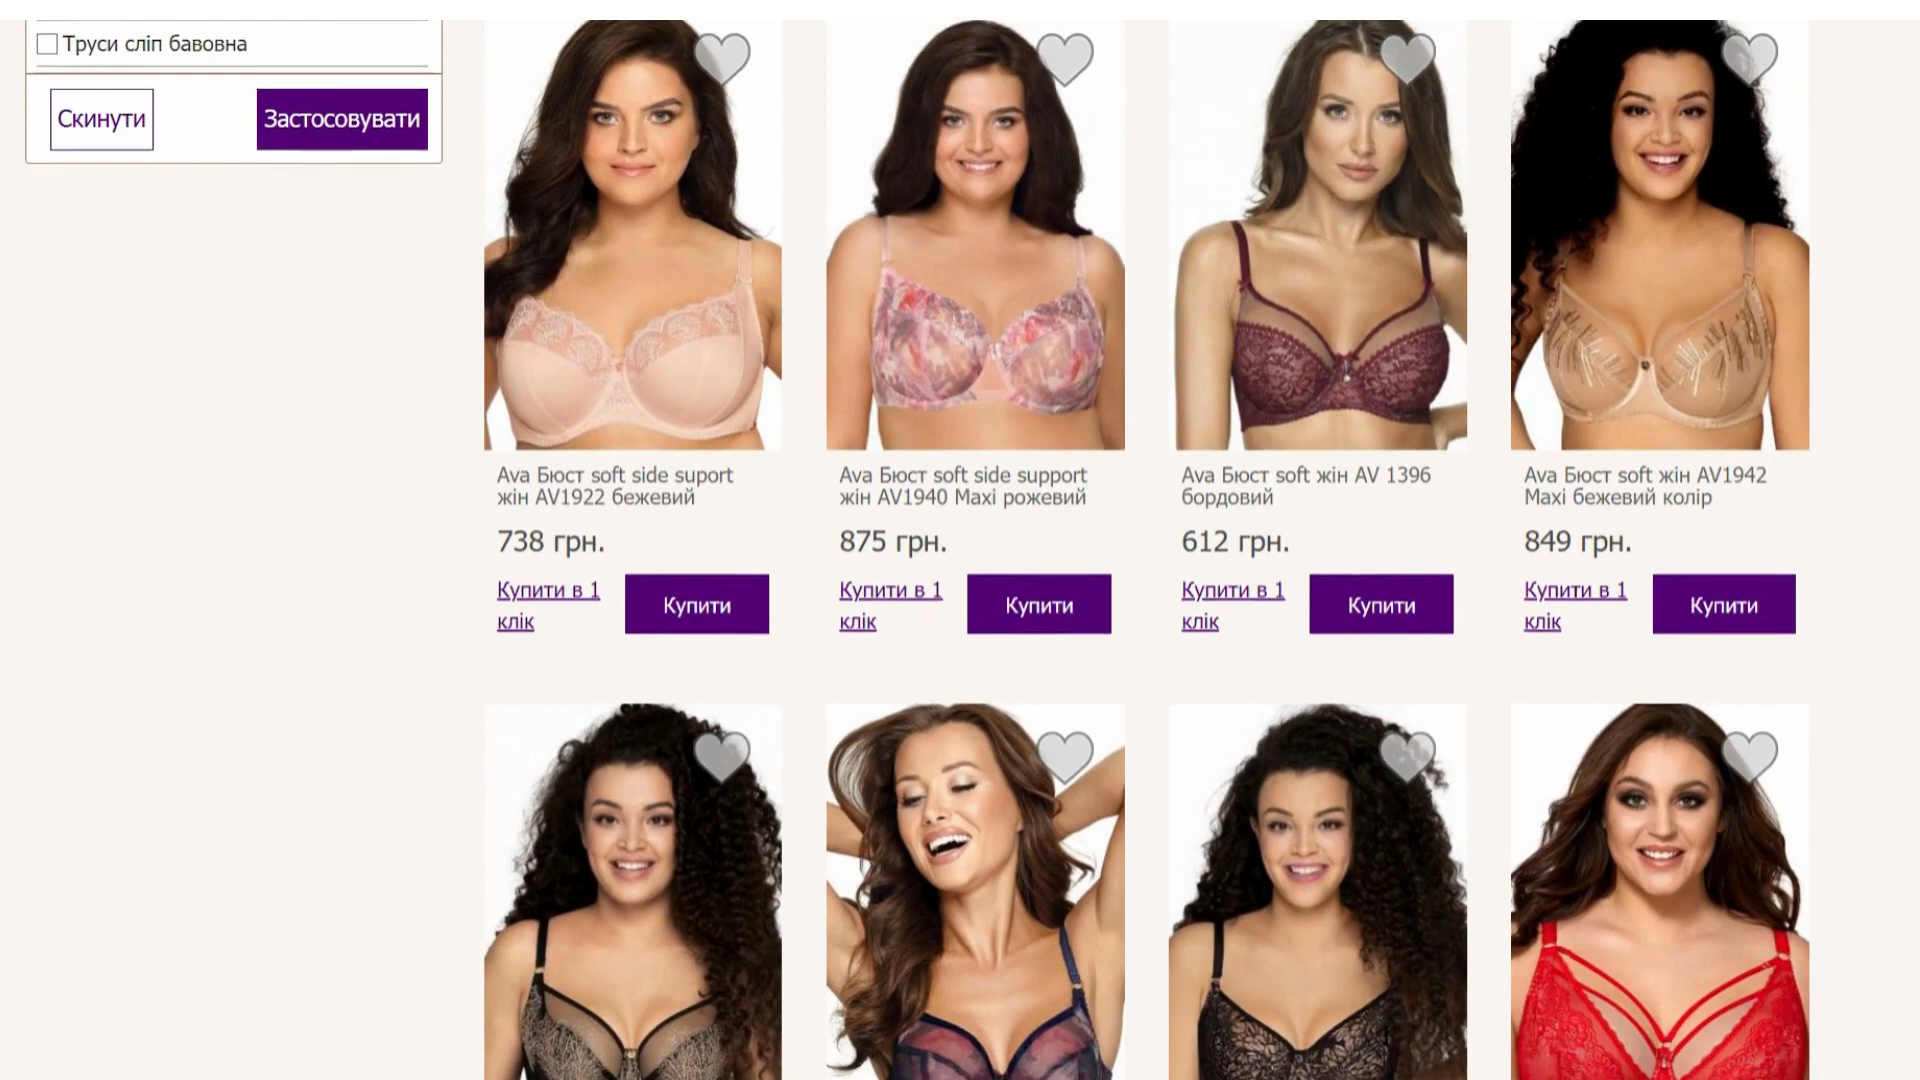 Труси сліп бавовна
Скинути
Застосовувати
Ava Бюст soft side suport
жін AV1922 бежевий
738 грн.
Купити в 1
клік
Купити
Ava Бюст soft side support
жін AV1940 Maxi рожевий
875 грн.
Купити в 1
клік
Купити
Ava Бюст soft жін AV 1396
бордовий
612 грн.
Купити в 1
клік
Купити
Ava Бюст soft жін AV1942
Maxi бежевий колір
849 грн.
Купити в 1
клік
Купити